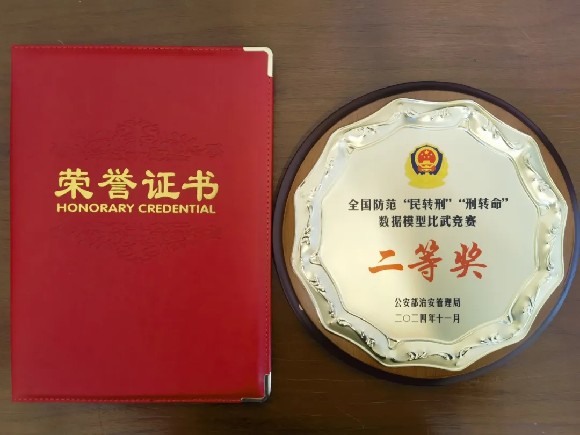 荣誉证书
HONORARY CREDENTIAL
全国防范“民转刑”“刑转命”
数据模型比武竞赛
二等奖
公安部治安管理局
二〇二四年十一月